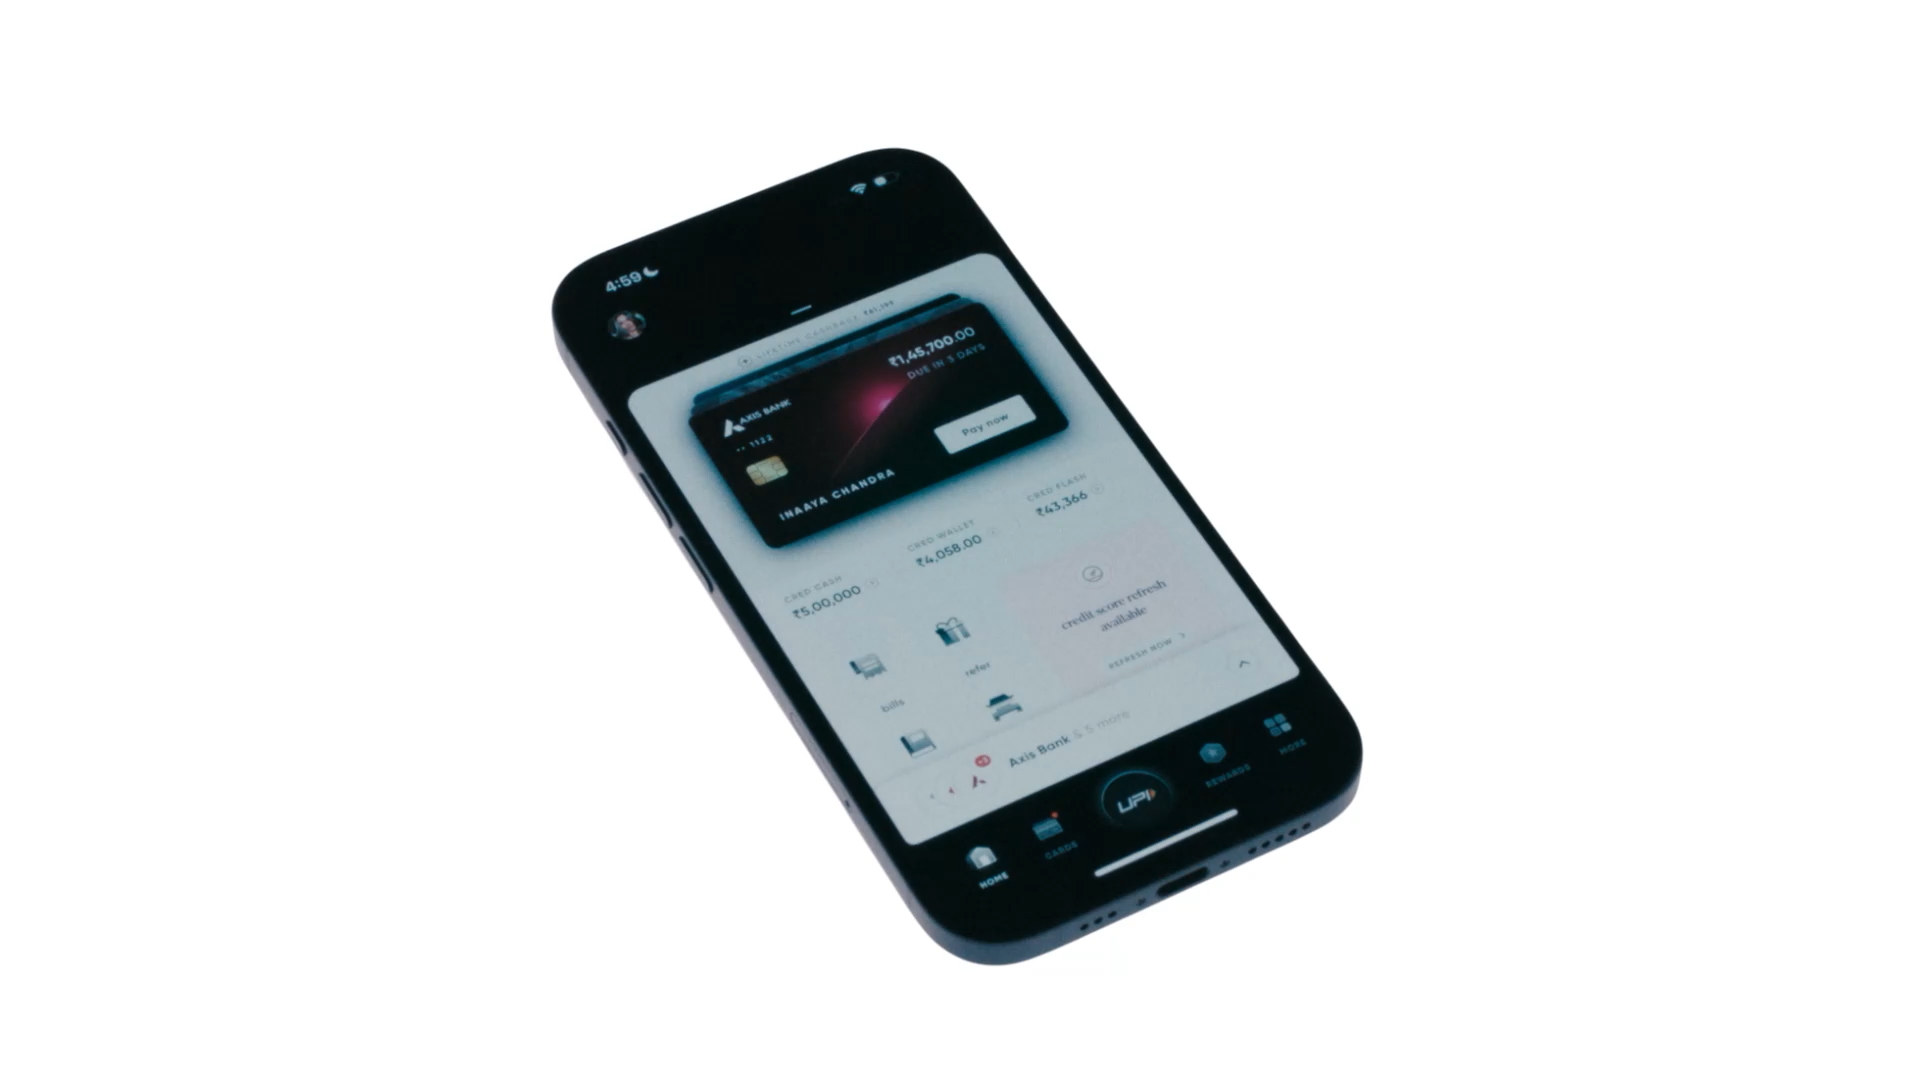 4:59
LIFETIME CASHBACK ₹61,199
₹1,45,700.00
DUE IN 3 DAYS
AXIS BANK
•• 1122
Pay now
INAAYA CHANDRA
CRED CASH
₹5,00,000
CRED WALLET
₹4,058.00
CRED FLASH
₹43,366
bills
refer
credit score refresh
available
REFRESH NOW
Axis Bank & 5 more
HOME
CARDS
UPI
REWARDS
MORE